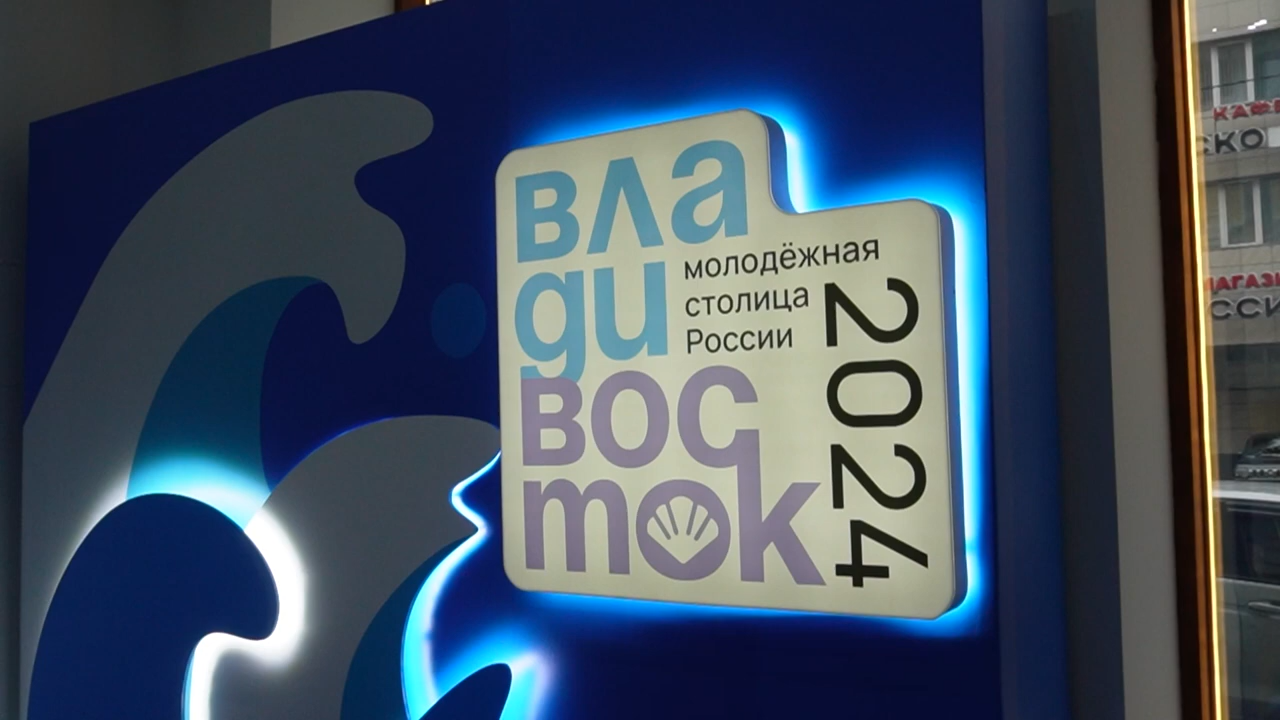 вла
ди
молодёжная
столица
России
вос
ток
2024